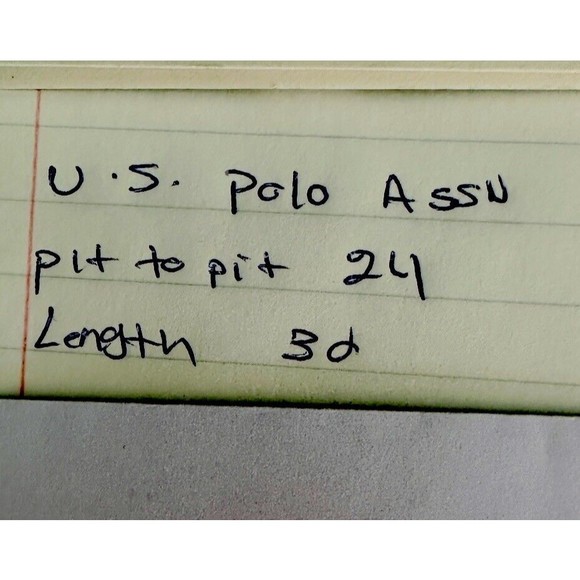 U.S. Polo Assn
pit to pit 24
Length 30